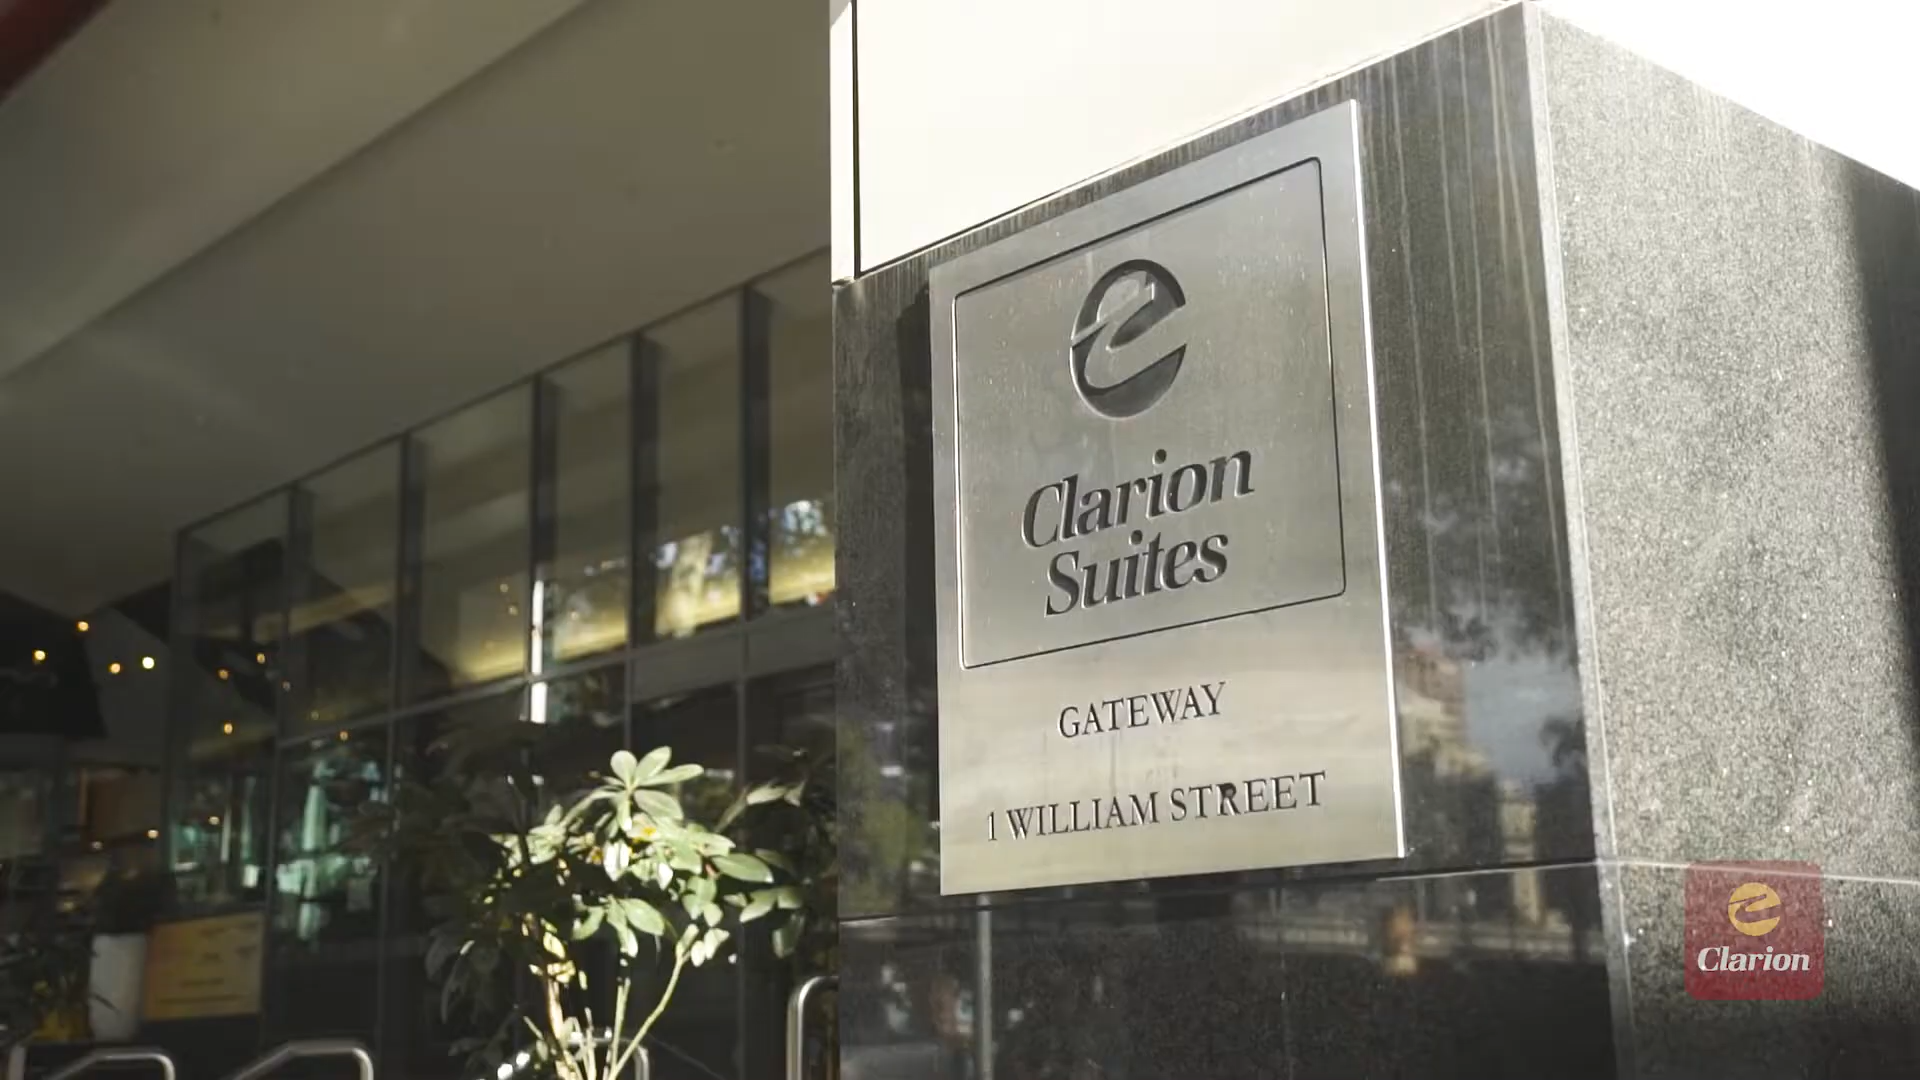 Clarion
Suites
GATEWAY
1 WILLIAM STREET
Clarion